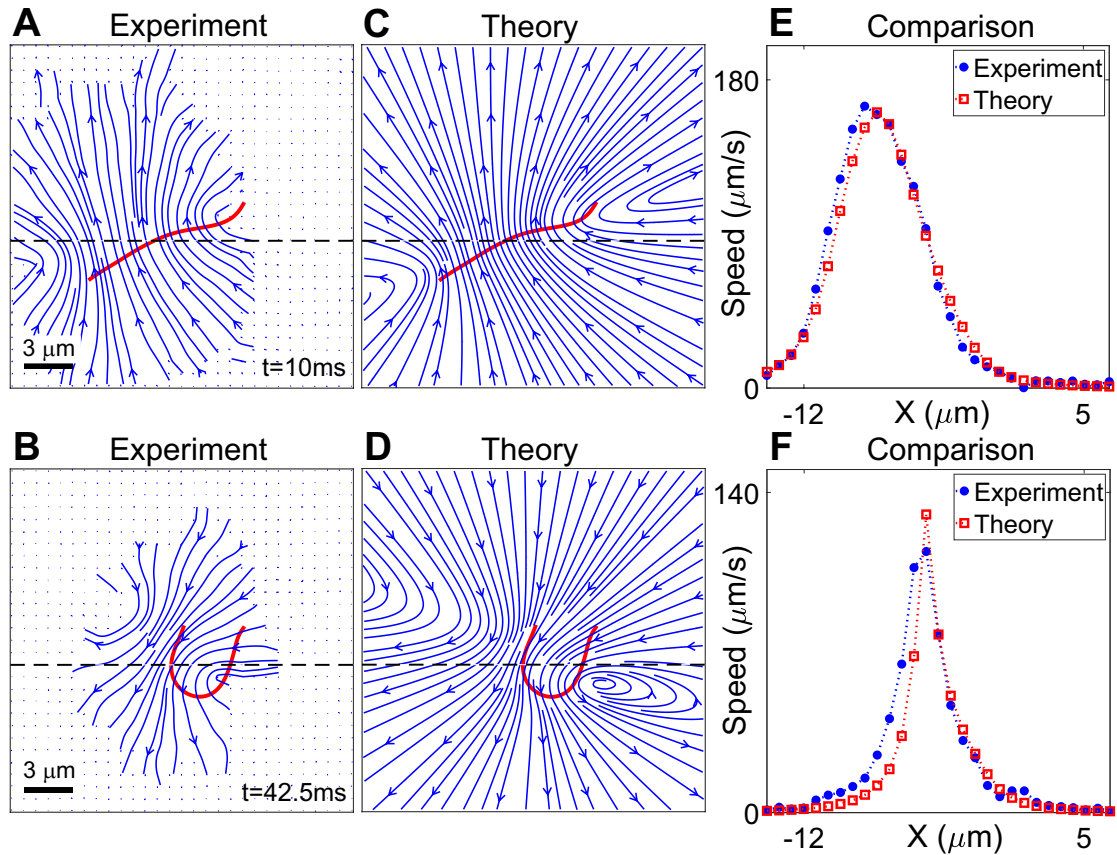 A
Experiment
3 μm
t=10ms
C
Theory
E
Comparison
180
Experiment
Theory
Speed (μm/s)
0
-12
X (μm)
5
B
Experiment
3 μm
t=42.5ms
D
Theory
F
Comparison
140
Experiment
Theory
Speed (μm/s)
0
-12
X (μm)
5